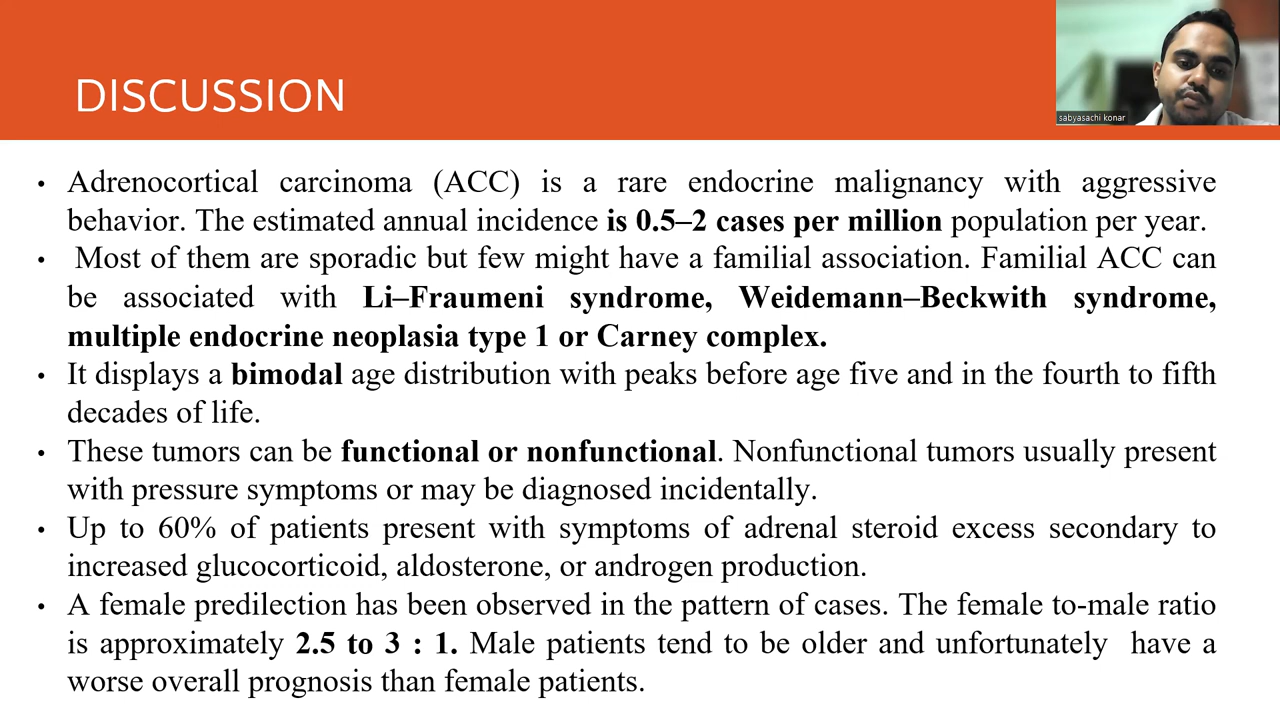 DISCUSSION
sabyasachi konar
• Adrenocortical carcinoma (ACC) is a rare endocrine malignancy with aggressive
behavior. The estimated annual incidence is 0.5–2 cases per million population per year.
• Most of them are sporadic but few might have a familial association. Familial ACC can
be associated with Li–Fraumeni syndrome, Weidemann–Beckwith syndrome,
multiple endocrine neoplasia type 1 or Carney complex.
• It displays a bimodal age distribution with peaks before age five and in the fourth to fifth
decades of life.
• These tumors can be functional or nonfunctional. Nonfunctional tumors usually present
with pressure symptoms or may be diagnosed incidentally.
• Up to 60% of patients present with symptoms of adrenal steroid excess secondary to
increased glucocorticoid, aldosterone, or androgen production.
• A female predilection has been observed in the pattern of cases. The female to-male ratio
is approximately 2.5 to 3 : 1. Male patients tend to be older and unfortunately have a
worse overall prognosis than female patients.